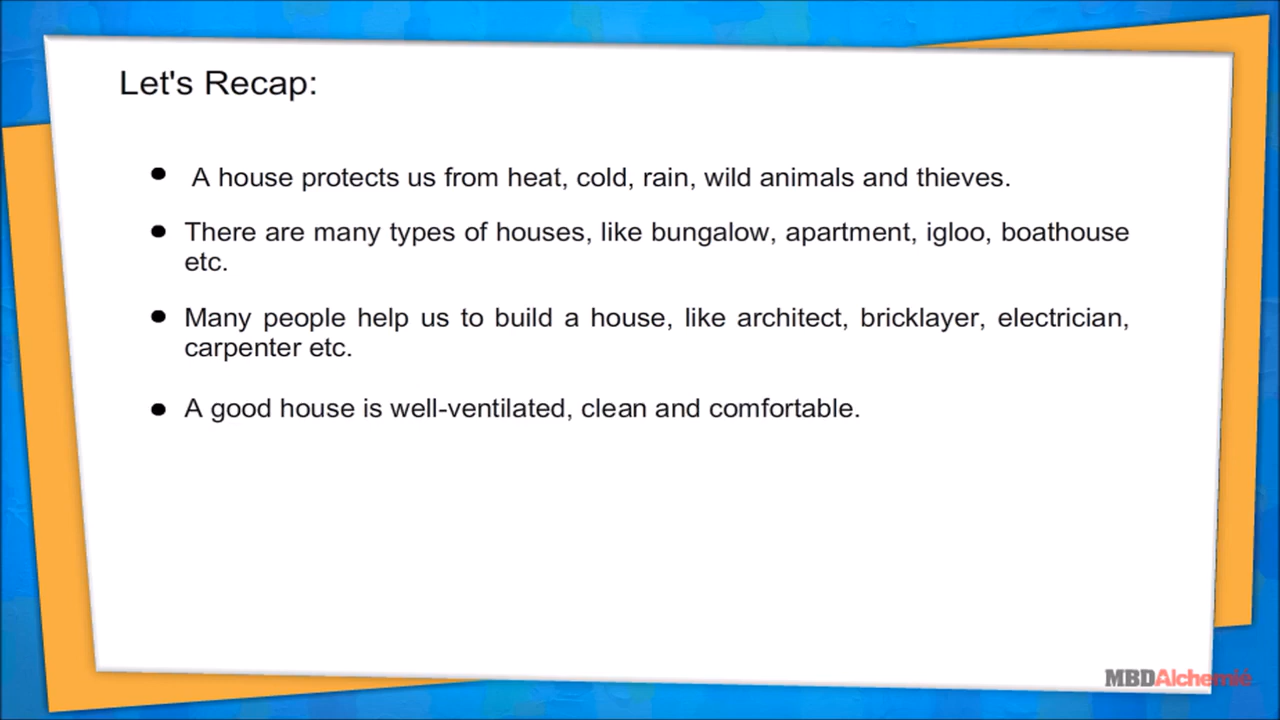 Let's Recap:
● A house protects us from heat, cold, rain, wild animals and thieves.
● There are many types of houses, like bungalow, apartment, igloo, boathouse
etc.
● Many people help us to build a house, like architect, bricklayer, electrician,
carpenter etc.
● A good house is well-ventilated, clean and comfortable.
MBDAlchemié